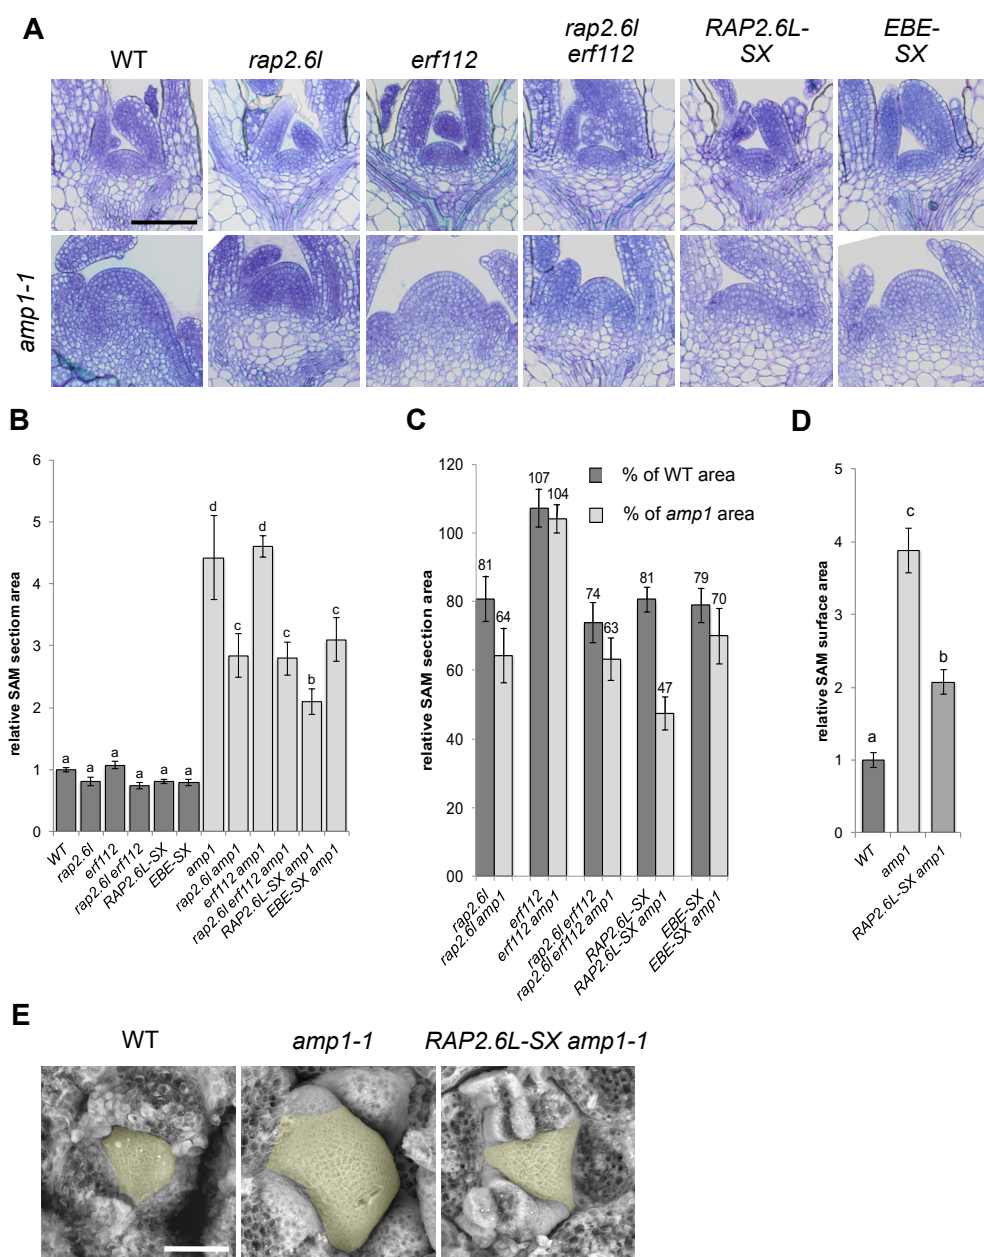 A
WT
rap2.6l
erf112
rap2.6l
erf112
RAP2.6L-
SX
EBE-
SX
amp1-1
B
relative SAM section area
6
5
4
3
2
1
0
a
a
a
a
a
a
d
c
d
c
b
c
WT
rap2.6l
erf112
rap2.6l erf112
RAP2.6L-SX
EBE-SX
amp1
rap2.6l amp1
erf112 amp1
rap2.6l erf112 amp1
RAP2.6L-SX amp1
EBE-SX amp1
C
relative SAM section area
120
100
80
60
40
20
00
% of WT area
% of amp1 area
81
64
107
104
74
63
81
47
79
70
rap2.6l
rap2.6l amp1
erf112
erf112 amp1
rap2.6l erf112
rap2.6l erf112 amp1
RAP2.6L-SX
RAP2.6L-SX amp1
EBE-SX
EBE-SX amp1
D
relative SAM surface area
5
4
3
2
1
0
a
c
b
WT
amp1
RAP2.6L-SX amp1
E
WT
amp1-1
RAP2.6L-SX amp1-1